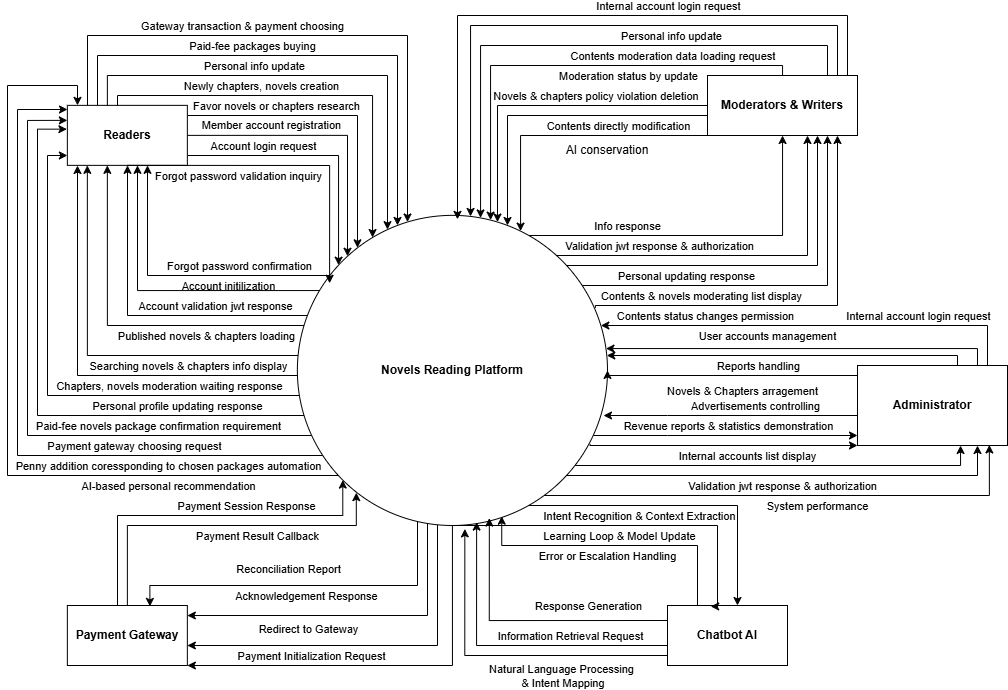 Internal account login request
Gateway transaction & payment choosing
Personal info update
Paid-fee packages buying
Contents moderation data loading request
Personal info update
Moderation status by update
Newly chapters, novels creation
Novels & chapters policy violation deletion
Moderators & Writers
Favor novels or chapters research
Contents directly modification
Readers
Member account registration
AI conservation
Account login request
Forgot password validation inquiry
Info response
Validation jwt response & authorization
Forgot password confirmation
Personal updating response
Account initilization
Contents & novels moderating list display
Account validation jwt response
Contents status changes permission
Internal account login request
Published novels & chapters loading
User accounts management
Searching novels & chapters info display
Novels Reading Platform
Reports handling
Chapters, novels moderation waiting response
Novels & Chapters arragement
Personal profile updating response
Advertisements controlling
Administrator
Paid-fee novels package confirmation requirement
Revenue reports & statistics demonstration
Payment gateway choosing request
Internal accounts list display
Penny addition coressponding to chosen packages automation
AI-based personal recommendation
Validation jwt response & authorization
Payment Session Response
System performance
Intent Recognition & Context Extraction
Payment Result Callback
Learning Loop & Model Update
Error or Escalation Handling
Reconciliation Report
Acknowledgement Response
Response Generation
Payment Gateway
Redirect to Gateway
Information Retrieval Request
Chatbot AI
Payment Initialization Request
Natural Language Processing
& Intent Mapping